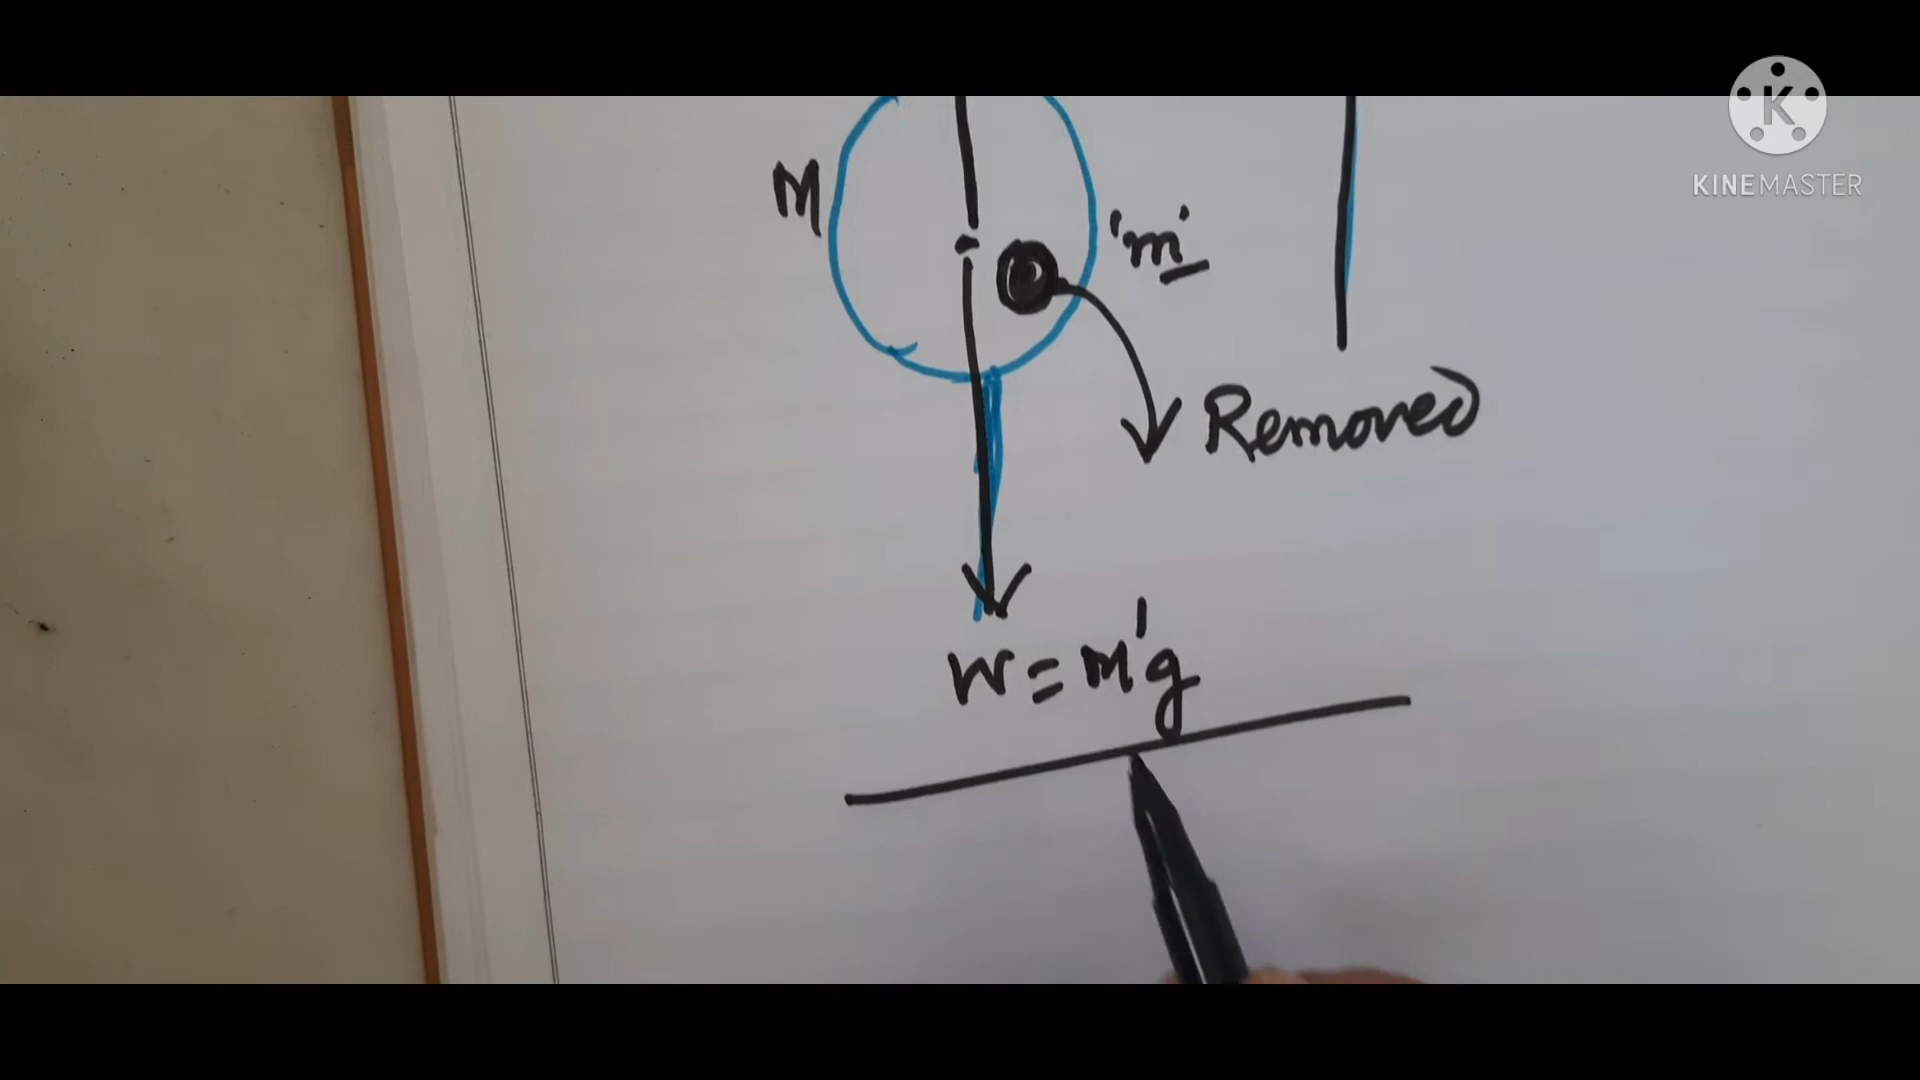 K
KINEMASTER
M
'm'
Removed
W = M'g